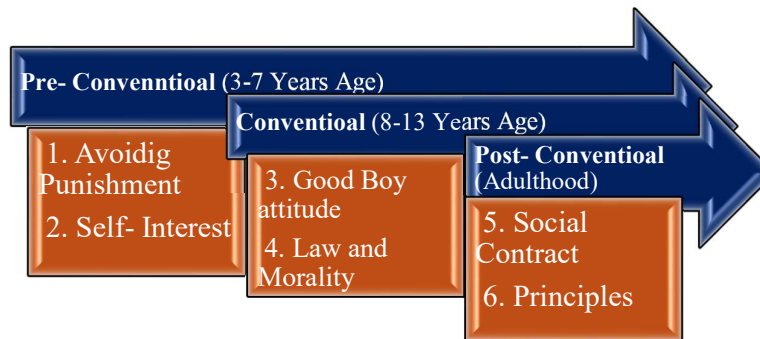 Pre- Convenntioal (3-7 Years Age)
1. Avoidig
Punishment
2. Self- Interest
Conventioal (8-13 Years Age)
3. Good Boy
attitude
4. Law and
Morality
Post- Conventioal
(Adulthood)
5. Social
Contract
6. Principles